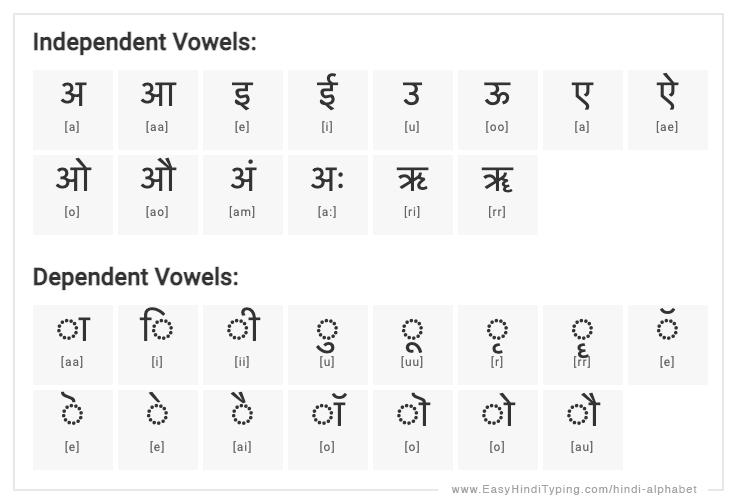 Independent Vowels:
अ आ इ ई उ ऊ ए ऐ
[a] [aa] [e] [i] [u] [oo] [a] [ae]
ओ औ अं अः ऋ ॠ
[o] [ao] [am] [a:] [ri] [rr]
Dependent Vowels:
ा ि ी ु ू ृ ॄ ॅ
[aa] [i] [ii] [u] [uu] [r] [rr] [e]
ॆ े ै ॉ ॊ ो ौ
[e] [e] [ai] [o] [o] [o] [au]
www.EasyHindiTyping.com/hindi-alphabet